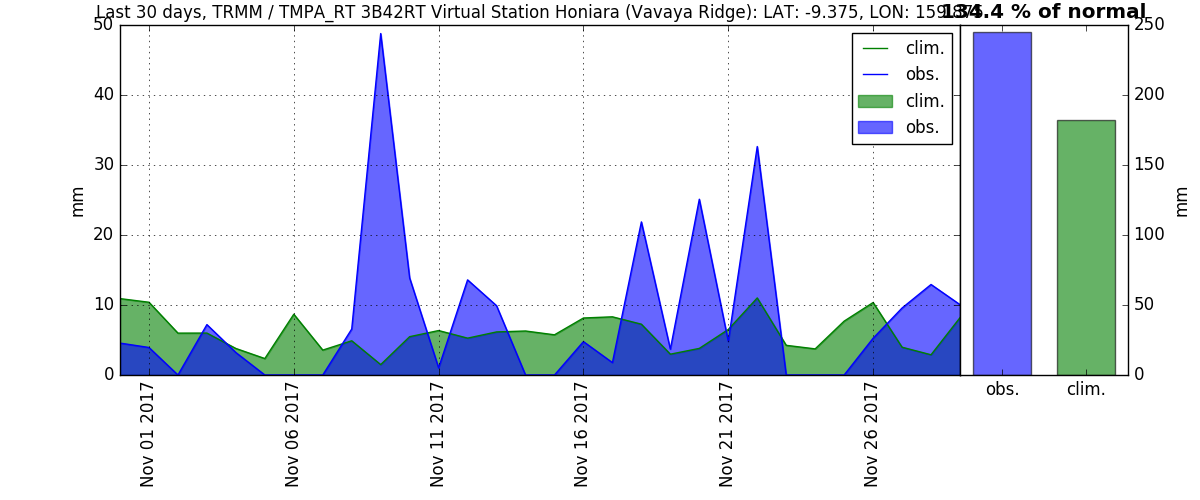 Last 30 days, TRMM / TMPA_RT 3B42RT Virtual Station Honiara (Vavaya Ridge): LAT: -9.375, LON:
134.4 % of normal
50
40
30
20
10
0
mm
clim.
obs.
clim.
obs.
250
200
150
100
50
0
mm
obs.
clim.
Nov 01 2017
Nov 06 2017
Nov 11 2017
Nov 16 2017
Nov 21 2017
Nov 26 2017